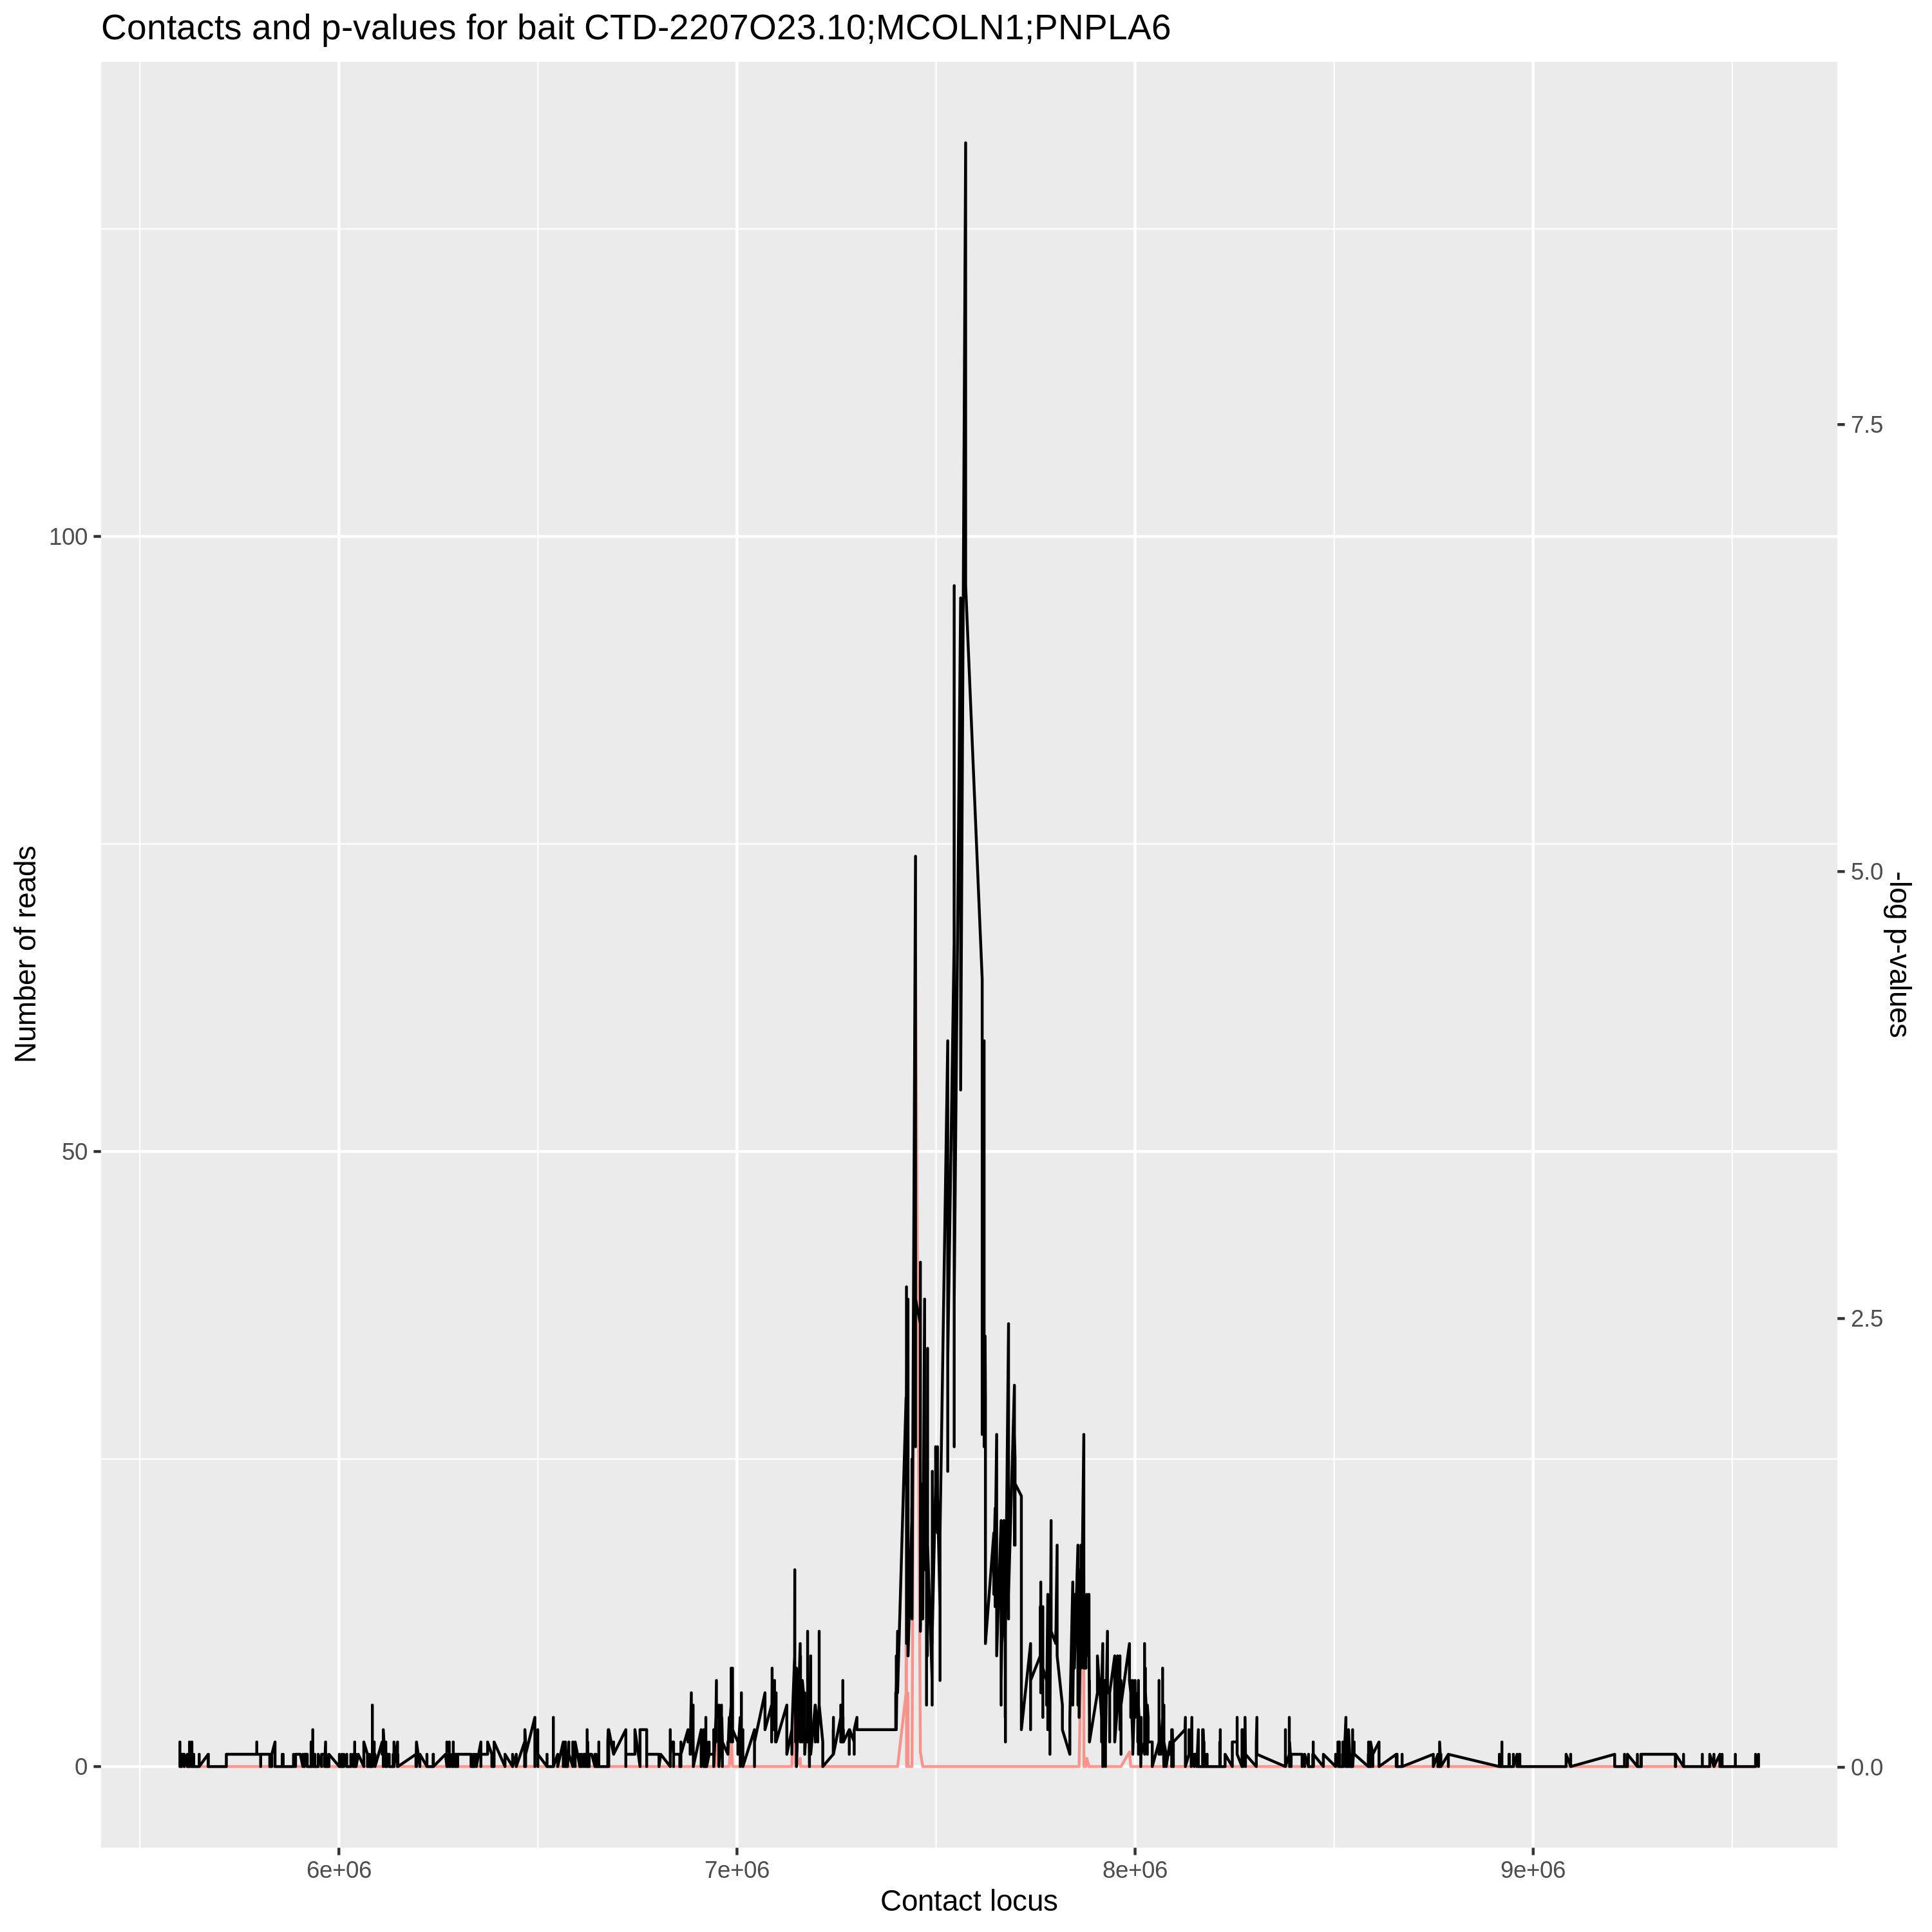 Contacts and p-values for bait CTD-2207O23.10;MCOLN1;PNPLA6
Number of reads
100
50
0
7.5
5.0
2.5
0.0
-log p-values
6e+06 7e+06 8e+06 9e+06
Contact locus